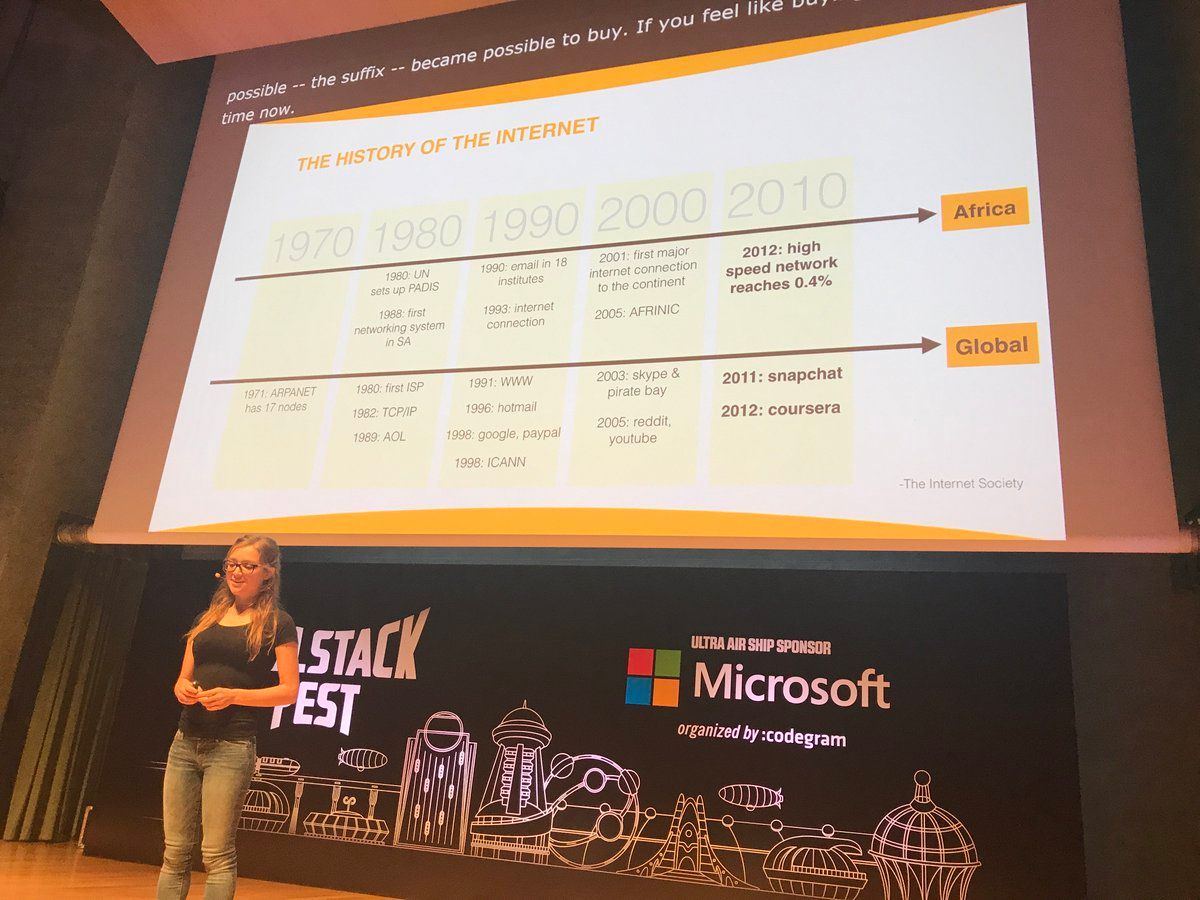 possible -- the suffix -- became possible to buy. If you feel like
time now.
THE HISTORY OF THE INTERNET
1970 1980 1990 2000 2010
Africa
1980: UN
sets up PADIS
1988: first
networking system
in SA
1990: email in 18
institutes
1993: internet
connection
2001: first major
internet connection
to the continent
2005: AFRINIC
2012: high
speed network
reaches 0.4%
Global
1971: ARPANET
has 17 nodes
1980: first ISP
1982: TCP/IP
1989: AOL
1991: WWW
1996: hotmail
1998: google, paypal
1998: ICANN
2003: skype &
pirate bay
2005: reddit,
youtube
2011: snapchat
2012: coursera
-The Internet Society
LSTACK
FEST
ULTRA AIR SHIP SPONSOR
Microsoft
organized by :codegram